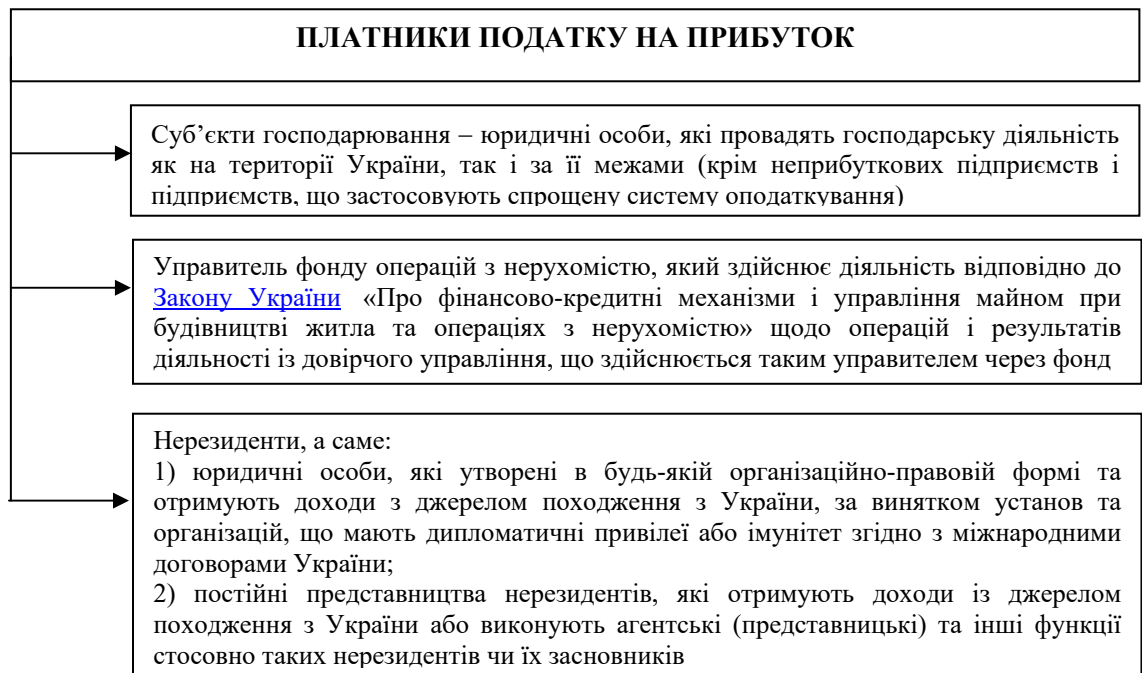 ПЛАТНИКИ ПОДАТКУ НА ПРИБУТОК
Суб’єкти господарювання – юридичні особи, які провадять господарську діяльність
як на території України, так і за її межами (крім неприбуткових підприємств і
підприємств, що застосовують спрощену систему оподаткування)
Управитель фонду операцій з нерухомістю, який здійснює діяльність відповідно до
Закону України «Про фінансово-кредитні механізми і управління майном при
будівництві житла та операціях з нерухомістю» щодо операцій і результатів
діяльності із довірчого управління, що здійснюється таким управителем через фонд
Нерезиденти, а саме:
1) юридичні особи, які утворені в будь-якій організаційно-правовій формі та
отримують доходи з джерелом походження з України, за винятком установ та
організацій, що мають дипломатичні привілеї або імунітет згідно з міжнародними
договорами України;
2) постійні представництва нерезидентів, які отримують доходи із джерелом
походження з України або виконують агентські (представницькі) та інші функції
стосовно таких нерезидентів чи їх засновників